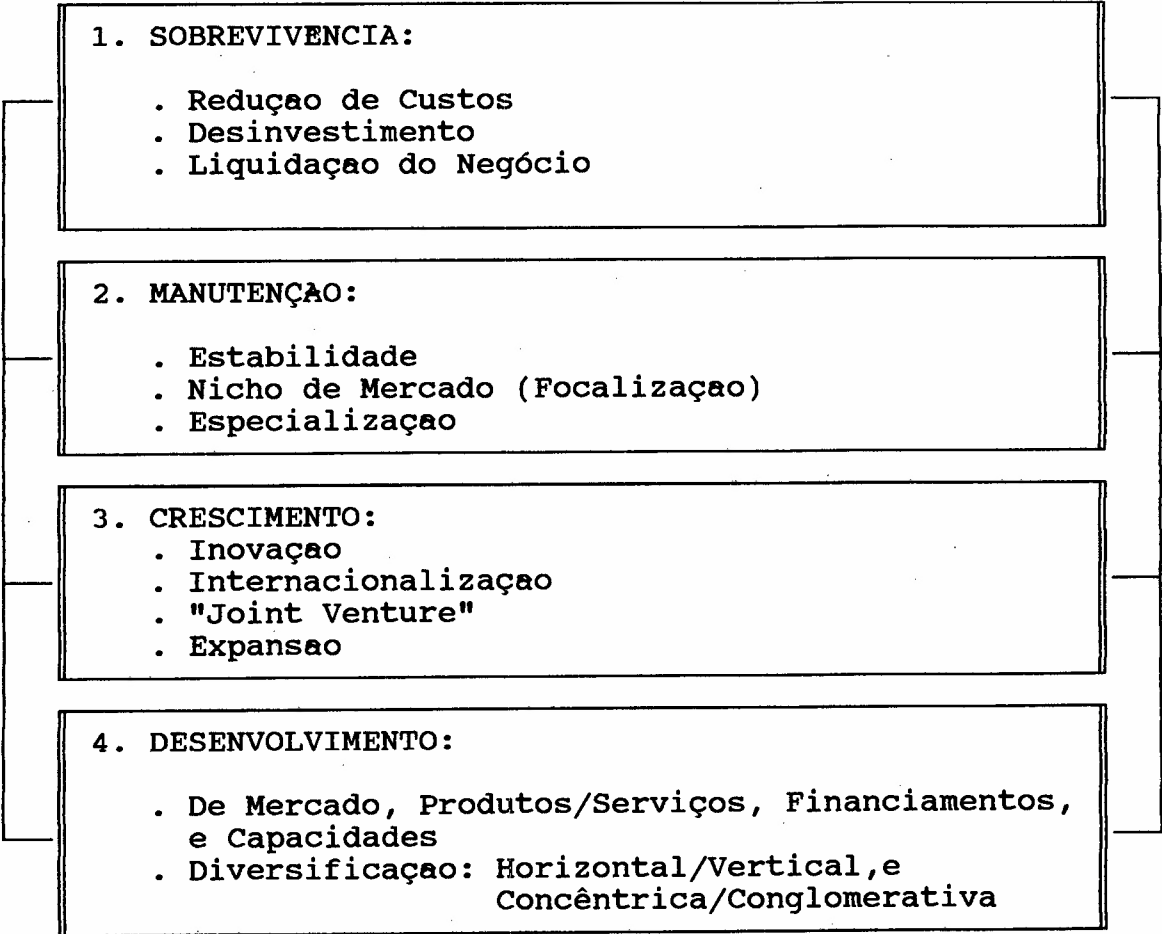 1. SOBREVIVENCIA:
. Reduçao de Custos
. Desinvestimento
. Liquidaçao do Negócio
2. MANUTENÇAO:
. Estabilidade
. Nicho de Mercado (Focalizaçao)
. Especializaçao
3. CRESCIMENTO:
. Inovaçao
. Internacionalizaçao
. "Joint Venture"
. Expansao
4. DESENVOLVIMENTO:
. De Mercado, Produtos/Serviços, Financiamentos,
e Capacidades
. Diversificaçao: Horizontal/Vertical,e
Concêntrica/Conglomerativa